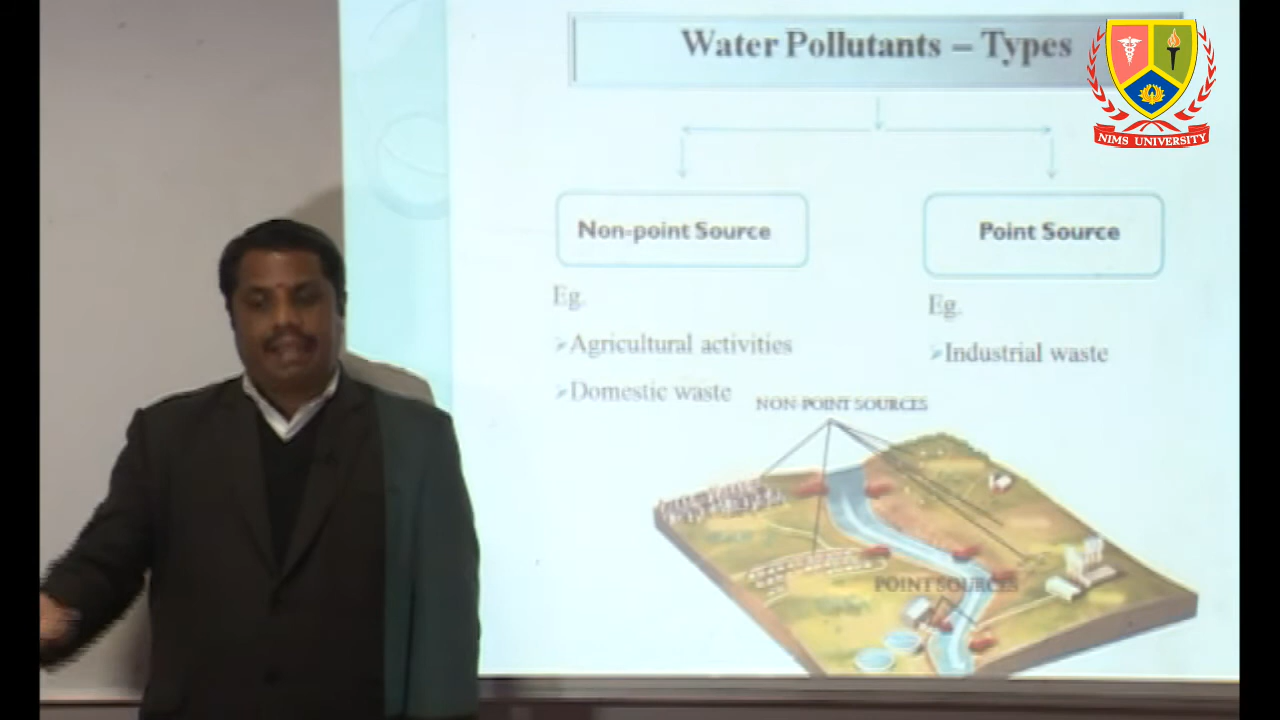 Water Pollutants – Types
NIMS UNIVERSITY
Non-point Source
Point Source
Eg.
➢Agricultural activities
➢Domestic waste
Eg.
➢Industrial waste
NON-POINT SOURCES
POINT SOURCES